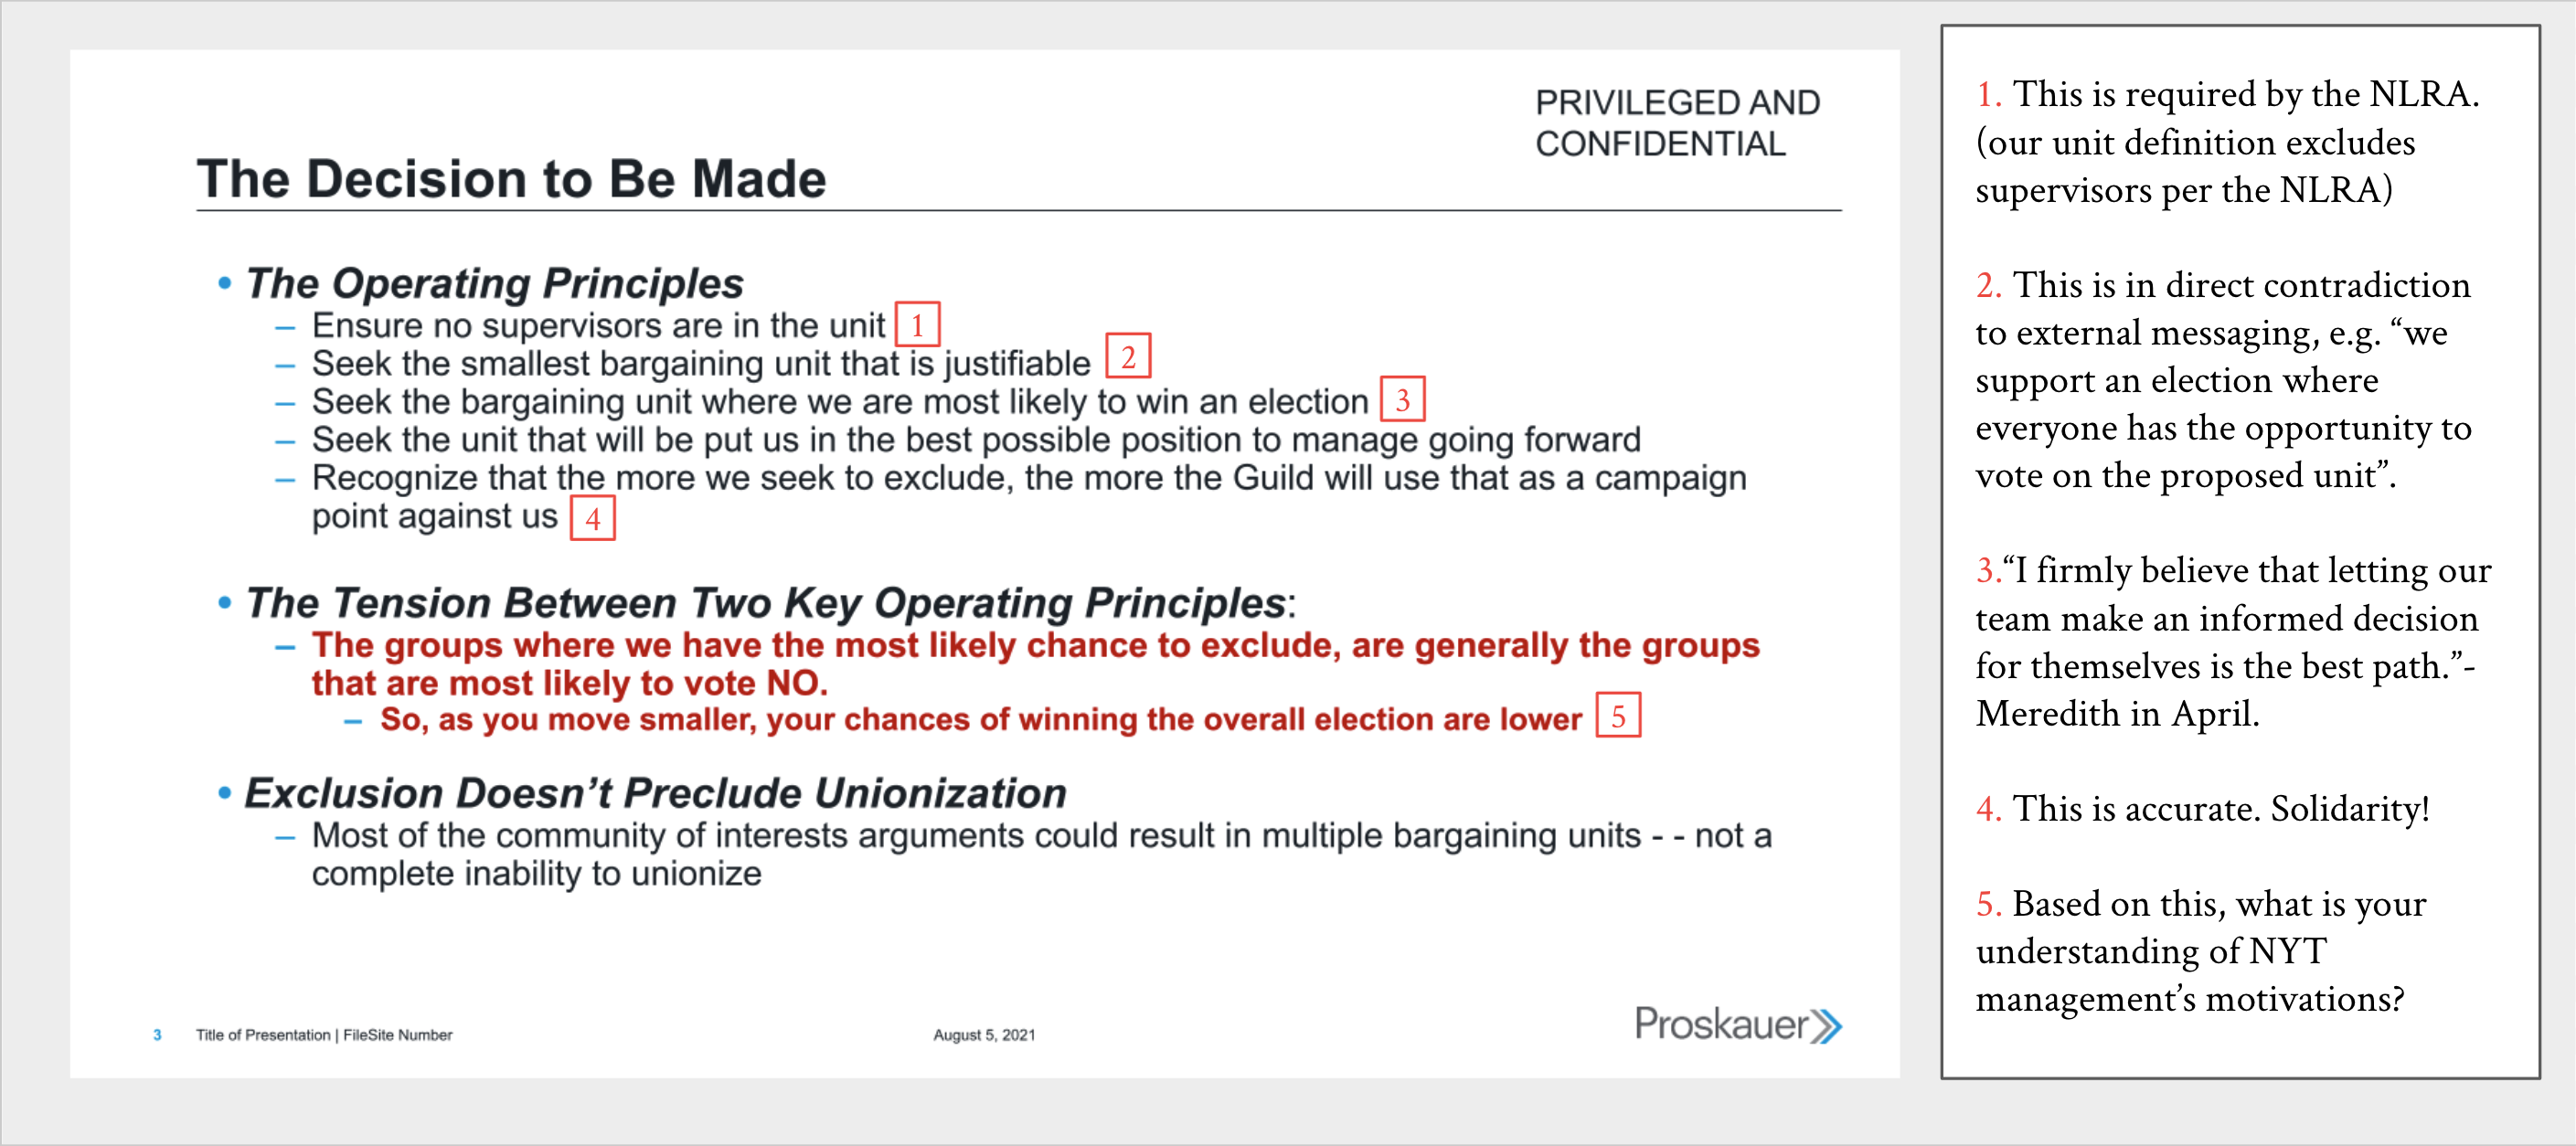 PRIVILEGED AND
CONFIDENTIAL
The Decision to Be Made
• The Operating Principles
– Ensure no supervisors are in the unit 1
– Seek the smallest bargaining unit that is justifiable 2
– Seek the bargaining unit where we are most likely to win an election 3
– Seek the unit that will be put us in the best possible position to manage going forward
– Recognize that the more we seek to exclude, the more the Guild will use that as a campaign
point against us 4
• The Tension Between Two Key Operating Principles:
– The groups where we have the most likely chance to exclude, are generally the groups
that are most likely to vote NO.
– So, as you move smaller, your chances of winning the overall election are lower 5
• Exclusion Doesn’t Preclude Unionization
– Most of the community of interests arguments could result in multiple bargaining units - - not a
complete inability to unionize
3 Title of Presentation | FileSite Number August 5, 2021 Proskauer
1. This is required by the NLRA.
(our unit definition excludes
supervisors per the NLRA)
2. This is in direct contradiction
to external messaging, e.g. “we
support an election where
everyone has the opportunity to
vote on the proposed unit”.
3.“I firmly believe that letting our
team make an informed decision
for themselves is the best path.”-
Meredith in April.
4. This is accurate. Solidarity!
5. Based on this, what is your
understanding of NYT
management’s motivations?